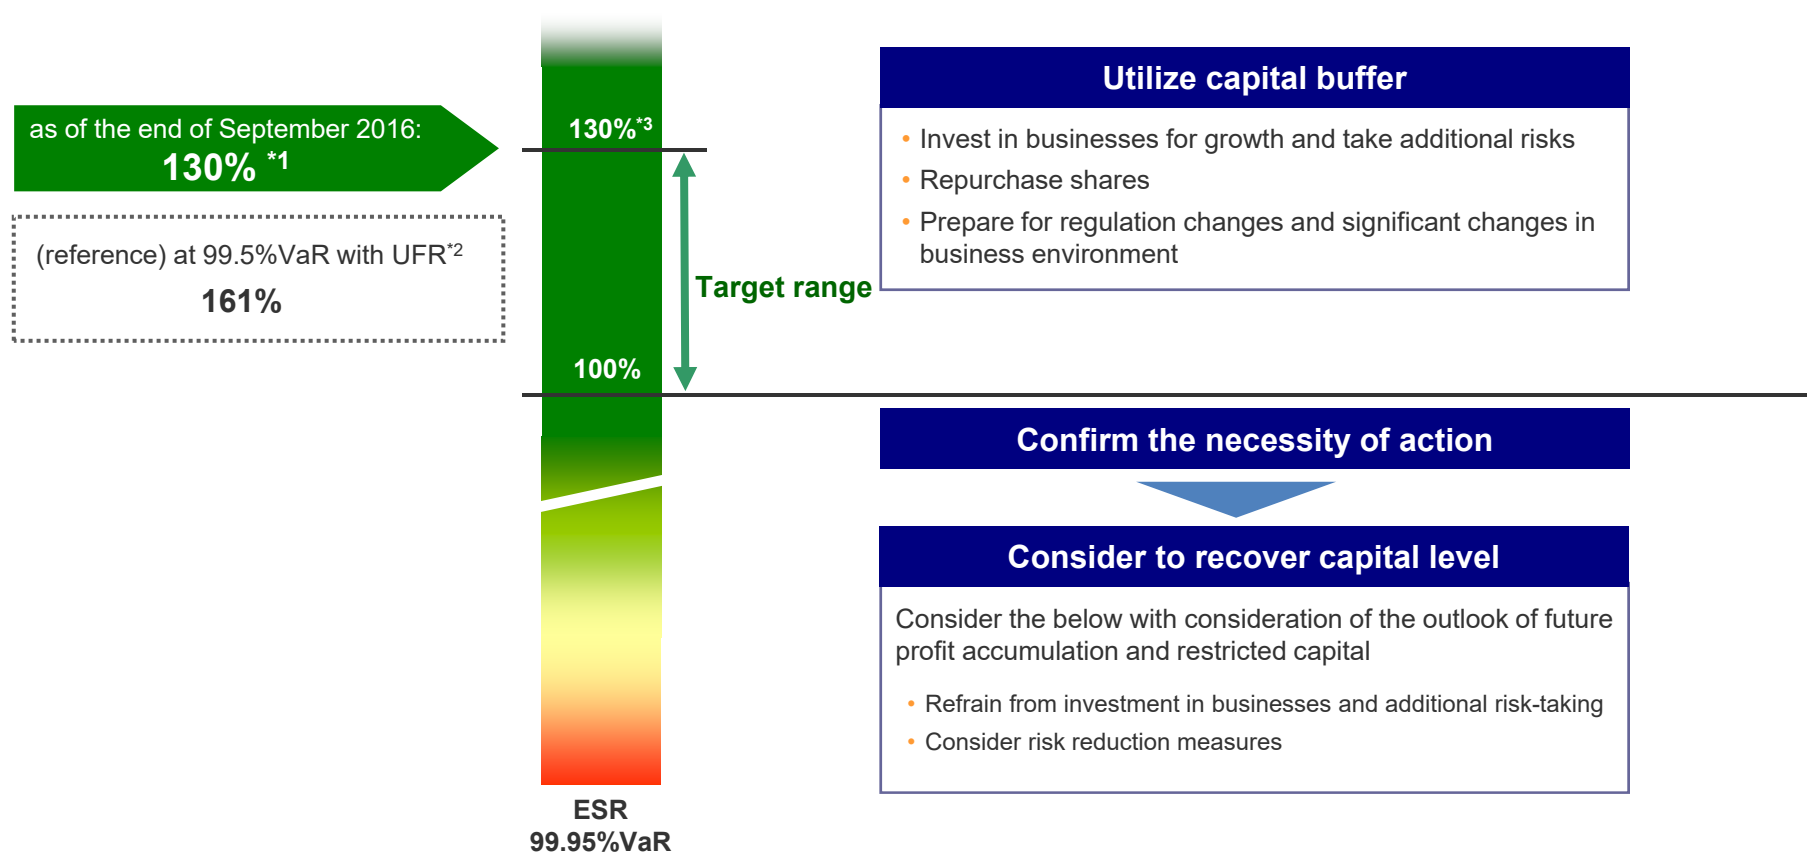 as of the end of September 2016:
130% *1
(reference) at 99.5%VaR with UFR*2
161%
130%*3
Target range
100%
ESR
99.95%VaR
Utilize capital buffer
• Invest in businesses for growth and take additional risks
• Repurchase shares
• Prepare for regulation changes and significant changes in
business environment
Confirm the necessity of action
Consider to recover capital level
Consider the below with consideration of the outlook of future
profit accumulation and restricted capital
• Refrain from investment in businesses and additional risk-taking
• Consider risk reduction measures